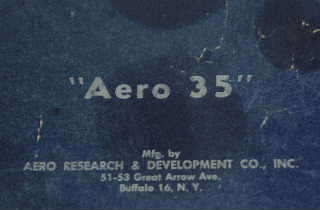 "Aero 35"
Mfg. by
AERO RESEARCH & DEVELOPMENT CO., INC.
51-53 Great Arrow Ave.
Buffalo 16, N. Y.